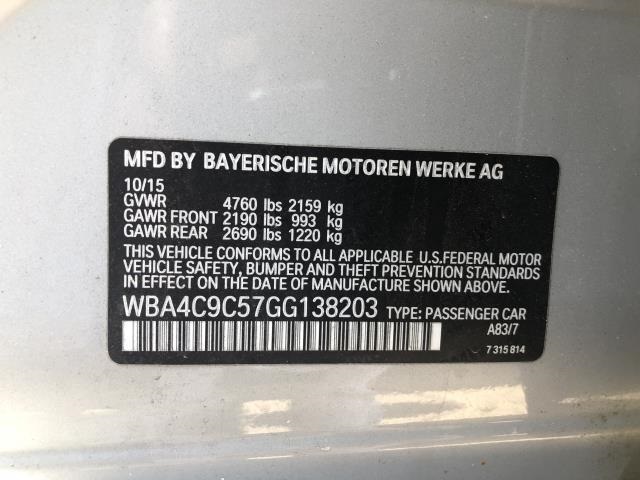 MFD BY BAYERISCHE MOTOREN WERKE AG
10/15
GVWR 4760 lbs 2159 kg
GAWR FRONT 2190 lbs 993 kg
GAWR REAR 2690 lbs 1220 kg
THIS VEHICLE CONFORMS TO ALL APPLICABLE U.S.FEDERAL MOTOR
VEHICLE SAFETY, BUMPER AND THEFT PREVENTION STANDARDS
IN EFFECT ON THE DATE OF MANUFACTURE SHOWN ABOVE.
WBA4C9C57GG138203 TYPE: PASSENGER CAR
A83/7
7 315 814